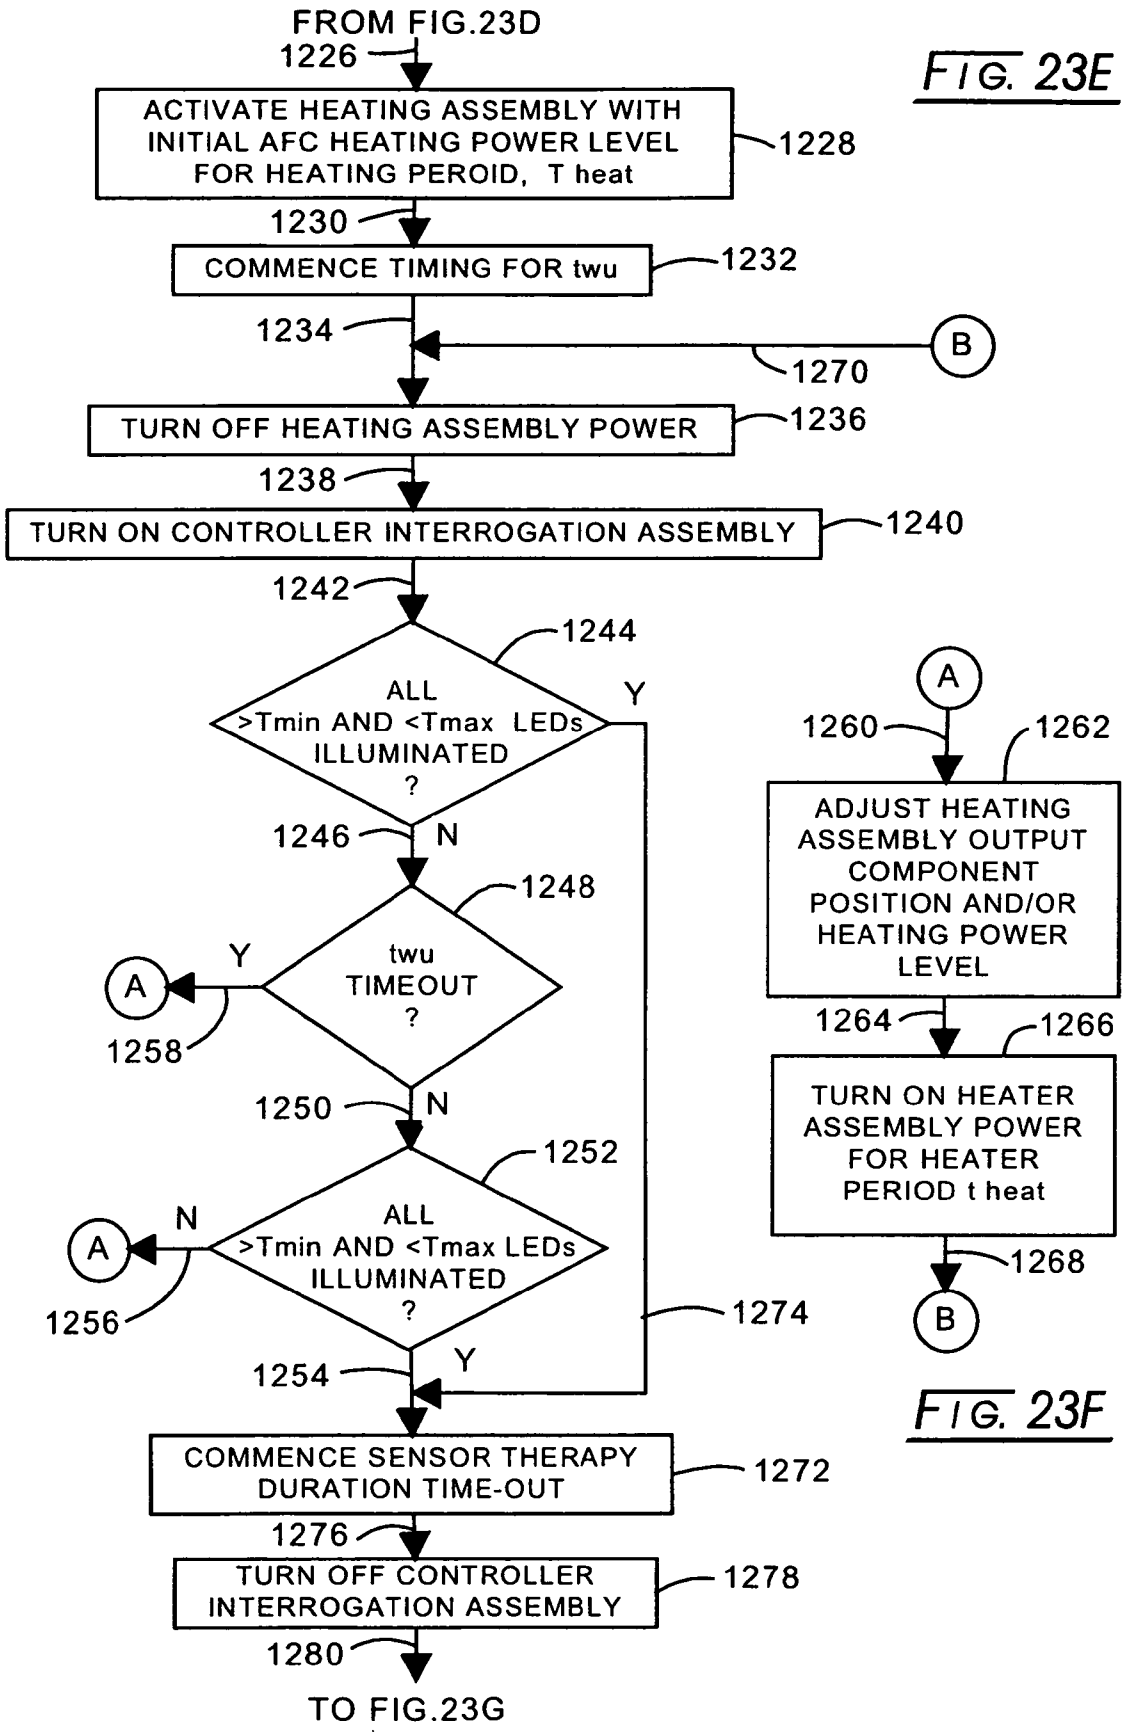 FROM FIG.23D
1226
FIG. 23E
ACTIVATE HEATING ASSEMBLY WITH
INITIAL AFC HEATING POWER LEVEL
FOR HEATING PEROID, T heat
1228
1230
COMMENCE TIMING FOR twu
1232
1234
B
1270
TURN OFF HEATING ASSEMBLY POWER
1236
1238
TURN ON CONTROLLER INTERROGATION ASSEMBLY
1240
1242
1244
ALL
>Tmin AND <Tmax LEDs
ILLUMINATED
?
Y
1246
N
1248
twu
TIMEOUT
?
Y
A
1258
1250
N
1252
ALL
>Tmin AND <Tmax LEDs
ILLUMINATED
?
N
A
1256
1274
1254
Y
COMMENCE SENSOR THERAPY
DURATION TIME-OUT
1272
1276
TURN OFF CONTROLLER
INTERROGATION ASSEMBLY
1278
1280
TO FIG.23G
A
1260
1262
ADJUST HEATING
ASSEMBLY OUTPUT
COMPONENT
POSITION AND/OR
HEATING POWER
LEVEL
1264
1266
TURN ON HEATER
ASSEMBLY POWER
FOR HEATER
PERIOD t heat
1268
B
FIG. 23F